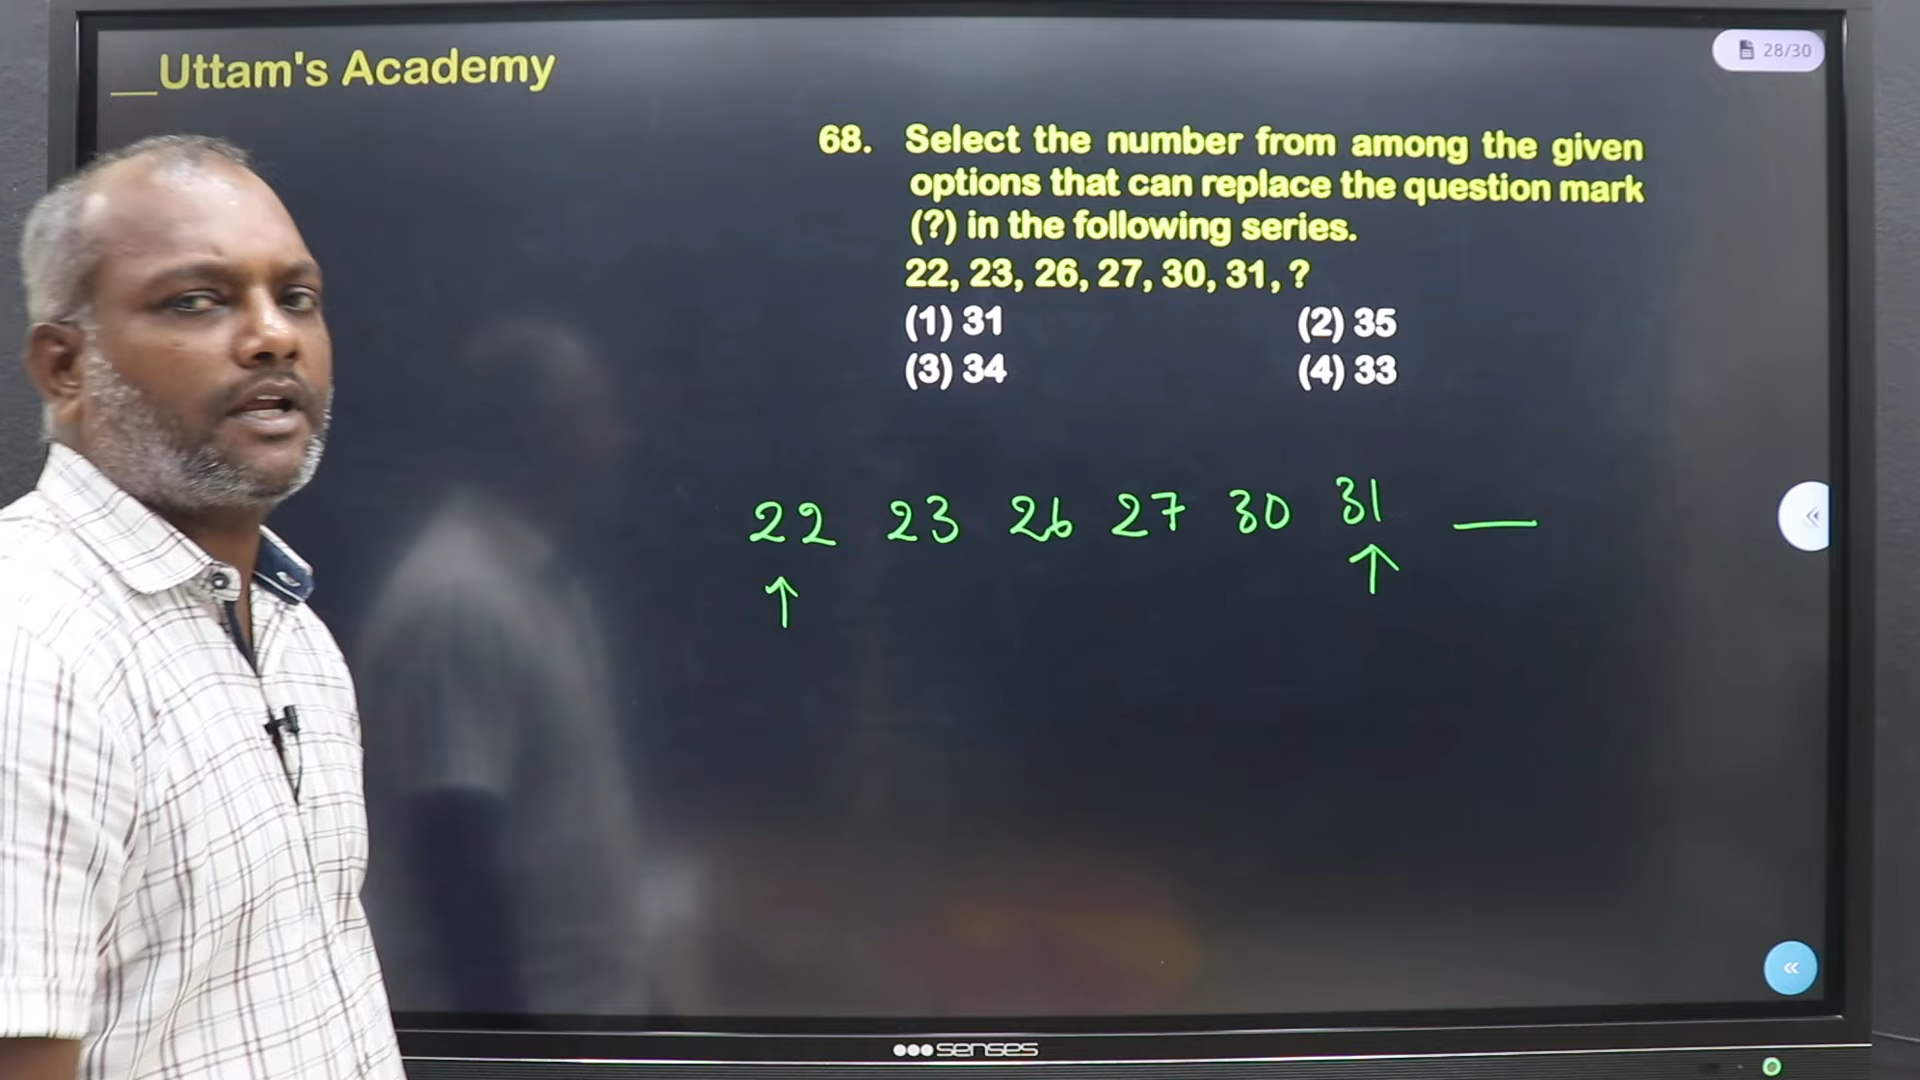 __Uttam's Academy
28/30
68. Select the number from among the given
options that can replace the question mark
(?) in the following series.
22, 23, 26, 27, 30, 31, ?
(1) 31 (2) 35
(3) 34 (4) 33
22 23 26 27 30 31 __
senses